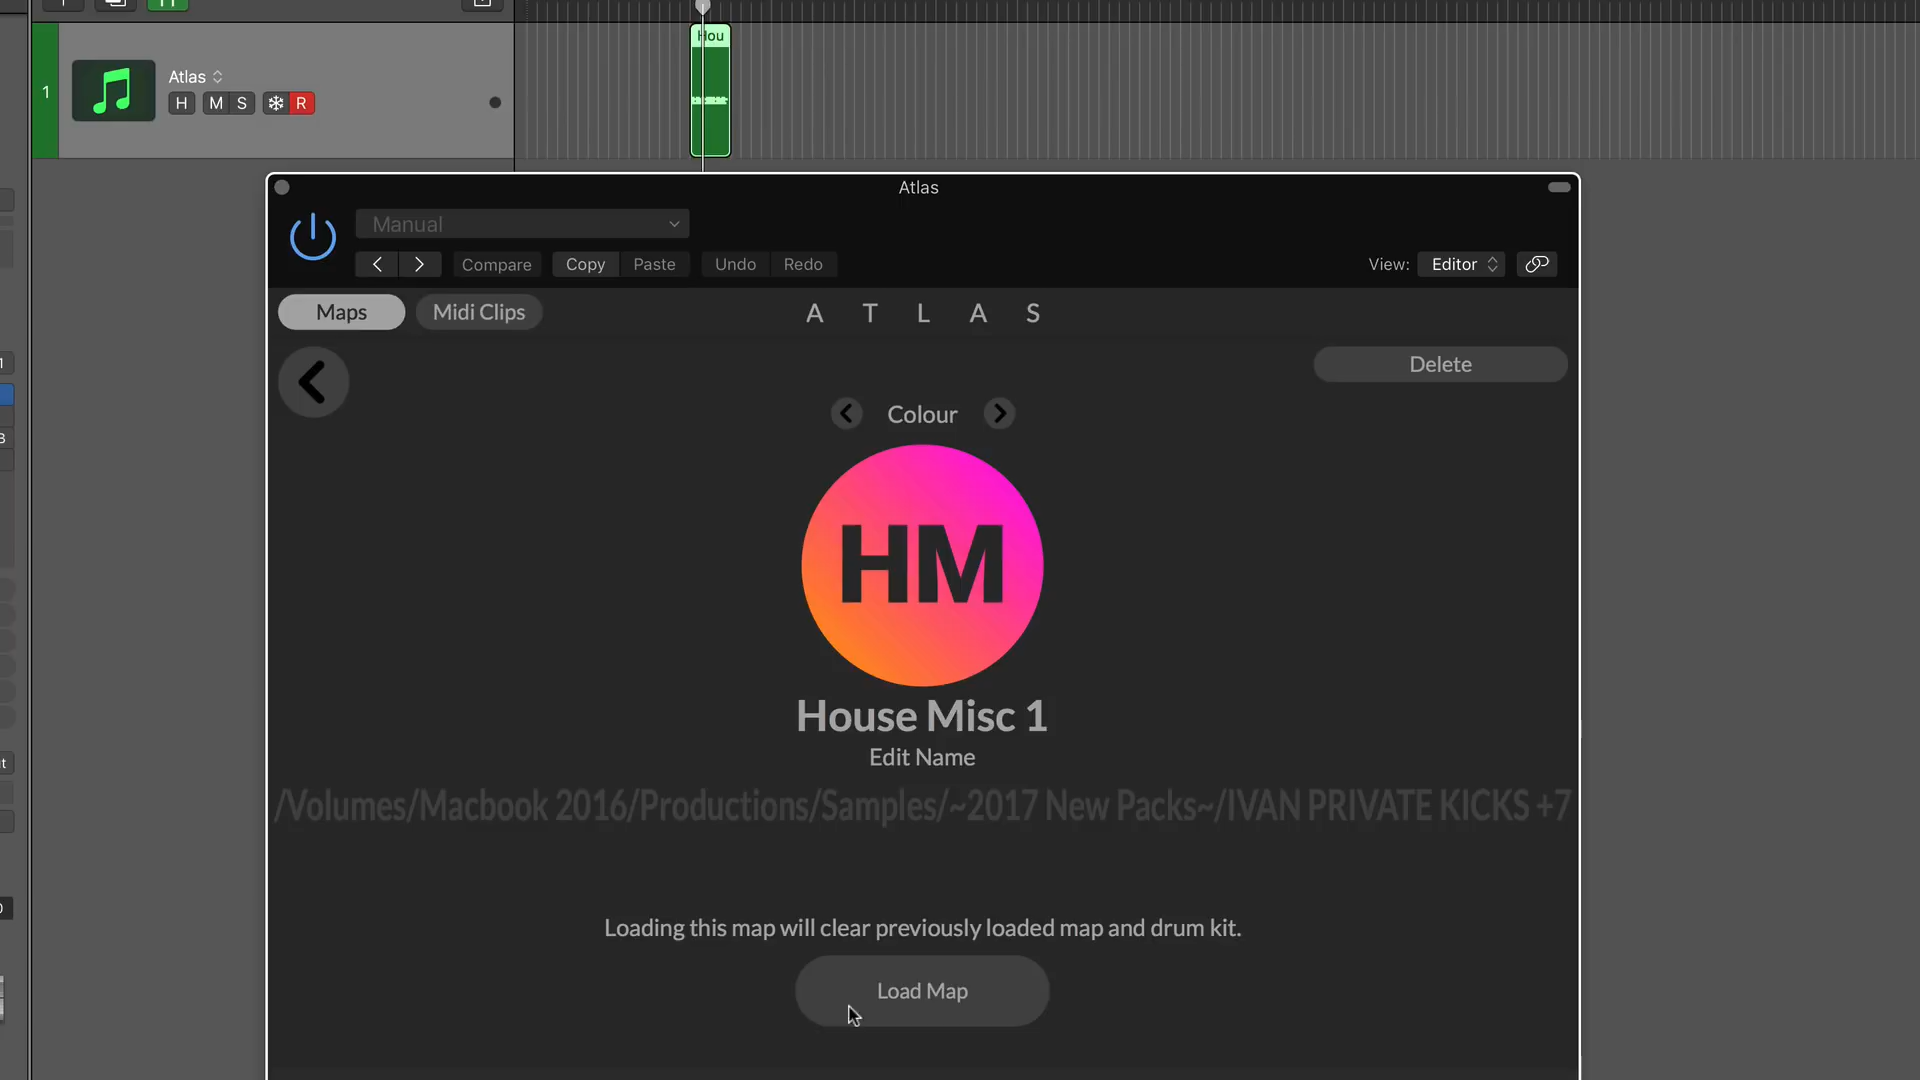 Hou
1
Atlas
H M S R
Atlas
Manual
Compare Copy Paste Undo Redo
View: Editor
Maps Midi Clips
A T L A S
Delete
Colour
HM
House Misc 1
Edit Name
/Volumes/Macbook 2016/Productions/Samples/~2017 New Packs~/IVAN PRIVATE KICKS +7
Loading this map will clear previously loaded map and drum kit.
Load Map